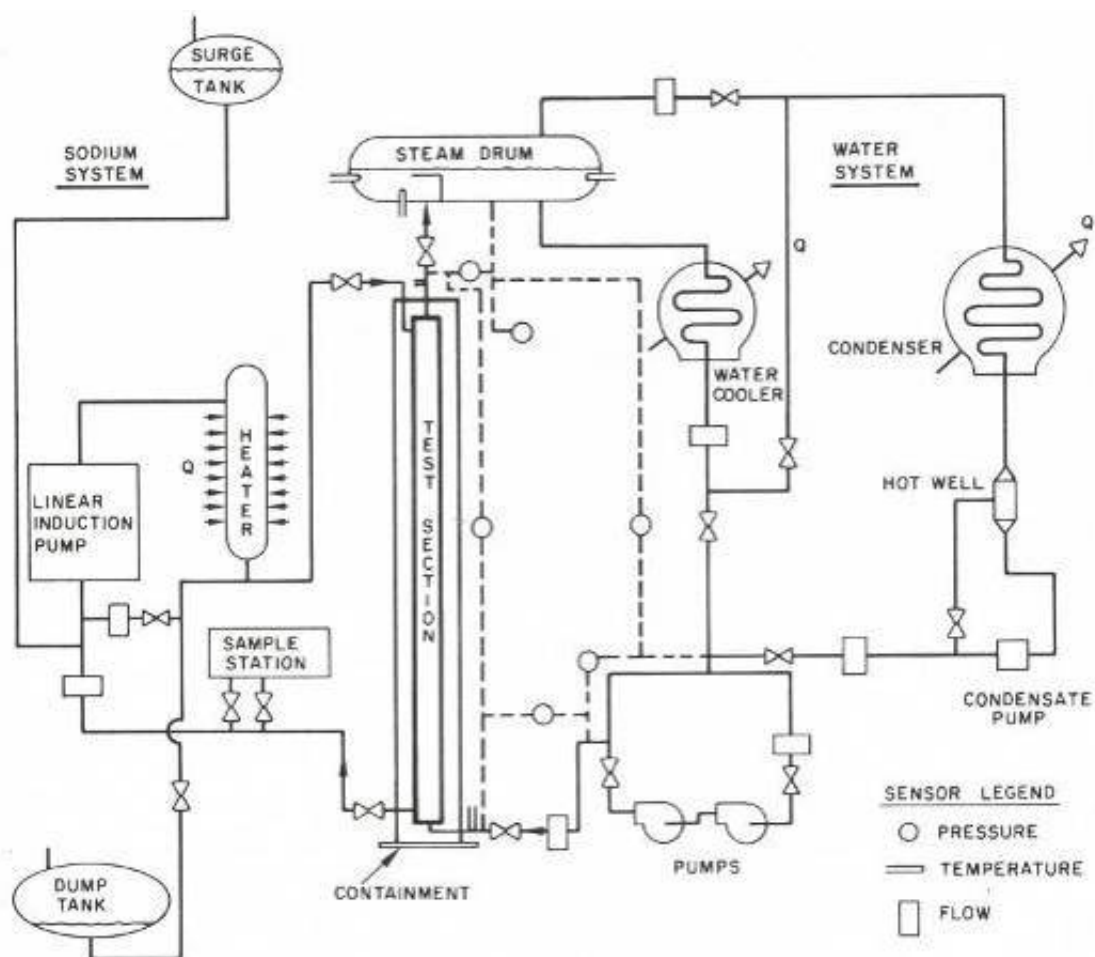 SURGE
TANK
SODIUM
SYSTEM
STEAM DRUM
WATER
SYSTEM
Q
Q
CONDENSER
WATER
COOLER
HEATER
Q
TEST SECTION
LINEAR
INDUCTION
PUMP
HOT WELL
SAMPLE
STATION
CONDENSATE
PUMP
SENSOR LEGEND
PRESSURE
TEMPERATURE
FLOW
PUMPS
CONTAINMENT
DUMP
TANK